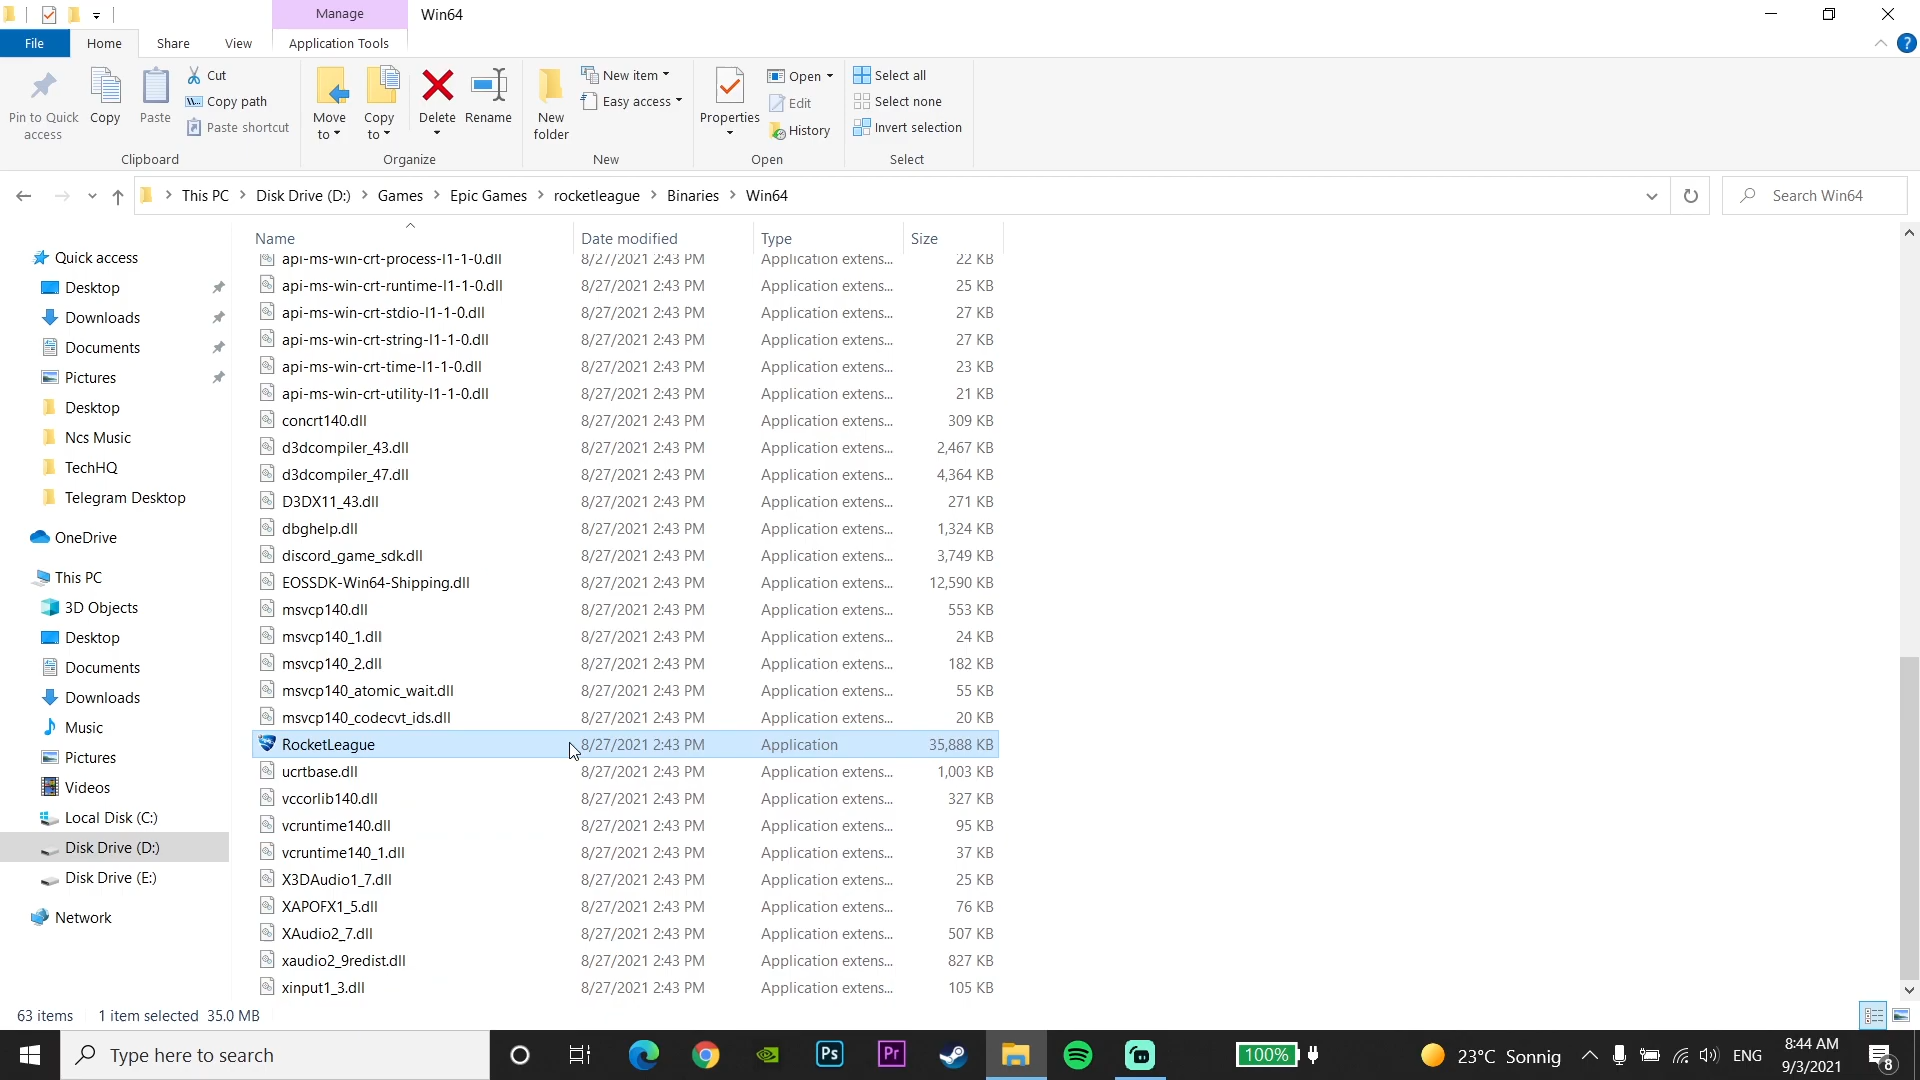 Manage
Win64
File
Home
Share
View
Application Tools
Pin to Quick access
Copy
Paste
Cut
Copy path
Paste shortcut
Clipboard
Move to
Copy to
Delete
Rename
Organize
New folder
New item
Easy access
New
Properties
Open
Edit
History
Open
Select all
Select none
Invert selection
Select
This PC > Disk Drive (D:) > Games > Epic Games > rocketleague > Binaries > Win64
Search Win64
Quick access
Desktop
Downloads
Documents
Pictures
Desktop
Ncs Music
TechHQ
Telegram Desktop
OneDrive
This PC
3D Objects
Desktop
Documents
Downloads
Music
Pictures
Videos
Local Disk (C:)
Disk Drive (D:)
Disk Drive (E:)
Network
Name Date modified Type Size
api-ms-win-crt-process-l1-1-0.dll 8/27/2021 2:43 PM Application extens... 22 KB
api-ms-win-crt-runtime-l1-1-0.dll 8/27/2021 2:43 PM Application extens... 25 KB
api-ms-win-crt-stdio-l1-1-0.dll 8/27/2021 2:43 PM Application extens... 27 KB
api-ms-win-crt-string-l1-1-0.dll 8/27/2021 2:43 PM Application extens... 27 KB
api-ms-win-crt-time-l1-1-0.dll 8/27/2021 2:43 PM Application extens... 23 KB
api-ms-win-crt-utility-l1-1-0.dll 8/27/2021 2:43 PM Application extens... 21 KB
concrt140.dll 8/27/2021 2:43 PM Application extens... 309 KB
d3dcompiler_43.dll 8/27/2021 2:43 PM Application extens... 2,467 KB
d3dcompiler_47.dll 8/27/2021 2:43 PM Application extens... 4,364 KB
D3DX11_43.dll 8/27/2021 2:43 PM Application extens... 271 KB
dbghelp.dll 8/27/2021 2:43 PM Application extens... 1,324 KB
discord_game_sdk.dll 8/27/2021 2:43 PM Application extens... 3,749 KB
EOSSDK-Win64-Shipping.dll 8/27/2021 2:43 PM Application extens... 12,590 KB
msvcp140.dll 8/27/2021 2:43 PM Application extens... 553 KB
msvcp140_1.dll 8/27/2021 2:43 PM Application extens... 24 KB
msvcp140_2.dll 8/27/2021 2:43 PM Application extens... 182 KB
msvcp140_atomic_wait.dll 8/27/2021 2:43 PM Application extens... 55 KB
msvcp140_codecvt_ids.dll 8/27/2021 2:43 PM Application extens... 20 KB
RocketLeague 8/27/2021 2:43 PM Application 35,888 KB
ucrtbase.dll 8/27/2021 2:43 PM Application extens... 1,003 KB
vccorlib140.dll 8/27/2021 2:43 PM Application extens... 327 KB
vcruntime140.dll 8/27/2021 2:43 PM Application extens... 95 KB
vcruntime140_1.dll 8/27/2021 2:43 PM Application extens... 37 KB
X3DAudio1_7.dll 8/27/2021 2:43 PM Application extens... 25 KB
XAPOFX1_5.dll 8/27/2021 2:43 PM Application extens... 76 KB
XAudio2_7.dll 8/27/2021 2:43 PM Application extens... 507 KB
xaudio2_9redist.dll 8/27/2021 2:43 PM Application extens... 827 KB
xinput1_3.dll 8/27/2021 2:43 PM Application extens... 105 KB
63 items 1 item selected 35.0 MB
Type here to search
Ps
Pr
100%
23°C Sonnig
ENG
8:44 AM
9/3/2021
8